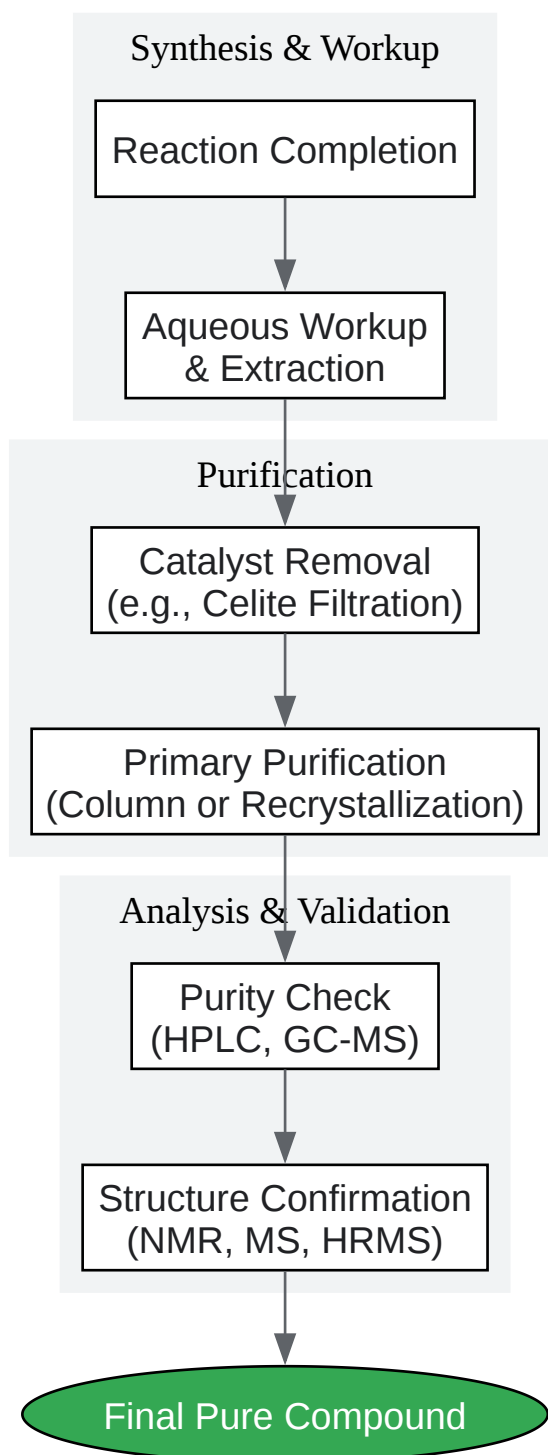 Synthesis & Workup
Reaction Completion
Aqueous Workup
& Extraction
Purification
Catalyst Removal
(e.g., Celite Filtration)
Primary Purification
(Column or Recrystallization)
Analysis & Validation
Purity Check
(HPLC, GC-MS)
Structure Confirmation
(NMR, MS, HRMS)
Final Pure Compound